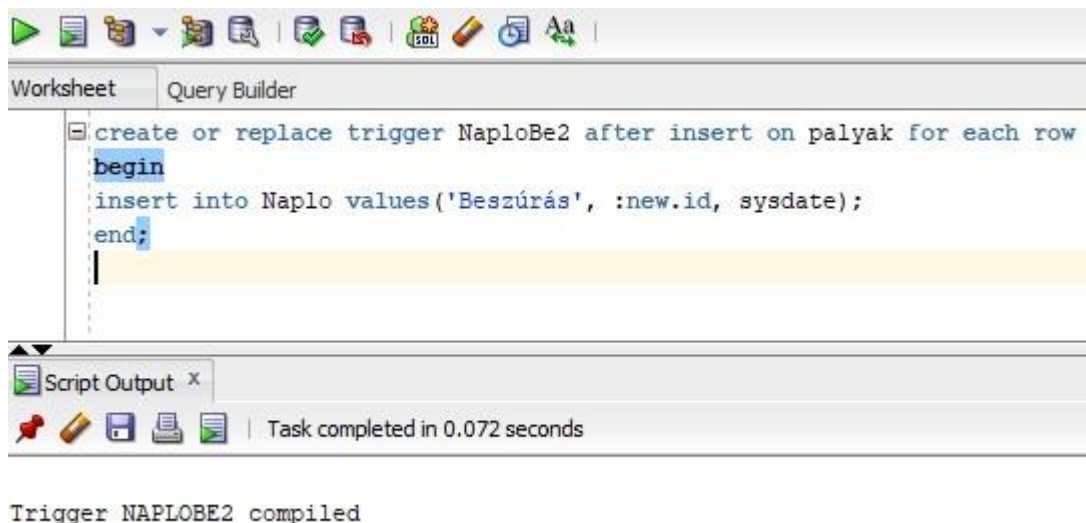 SQL
Worksheet Query Builder
create or replace trigger NaploBe2 after insert on palyak for each row
begin
insert into Naplo values('Beszúrás', :new.id, sysdate);
end;
Script Output x
Task completed in 0.072 seconds
Trigger NAPLOBE2 compiled